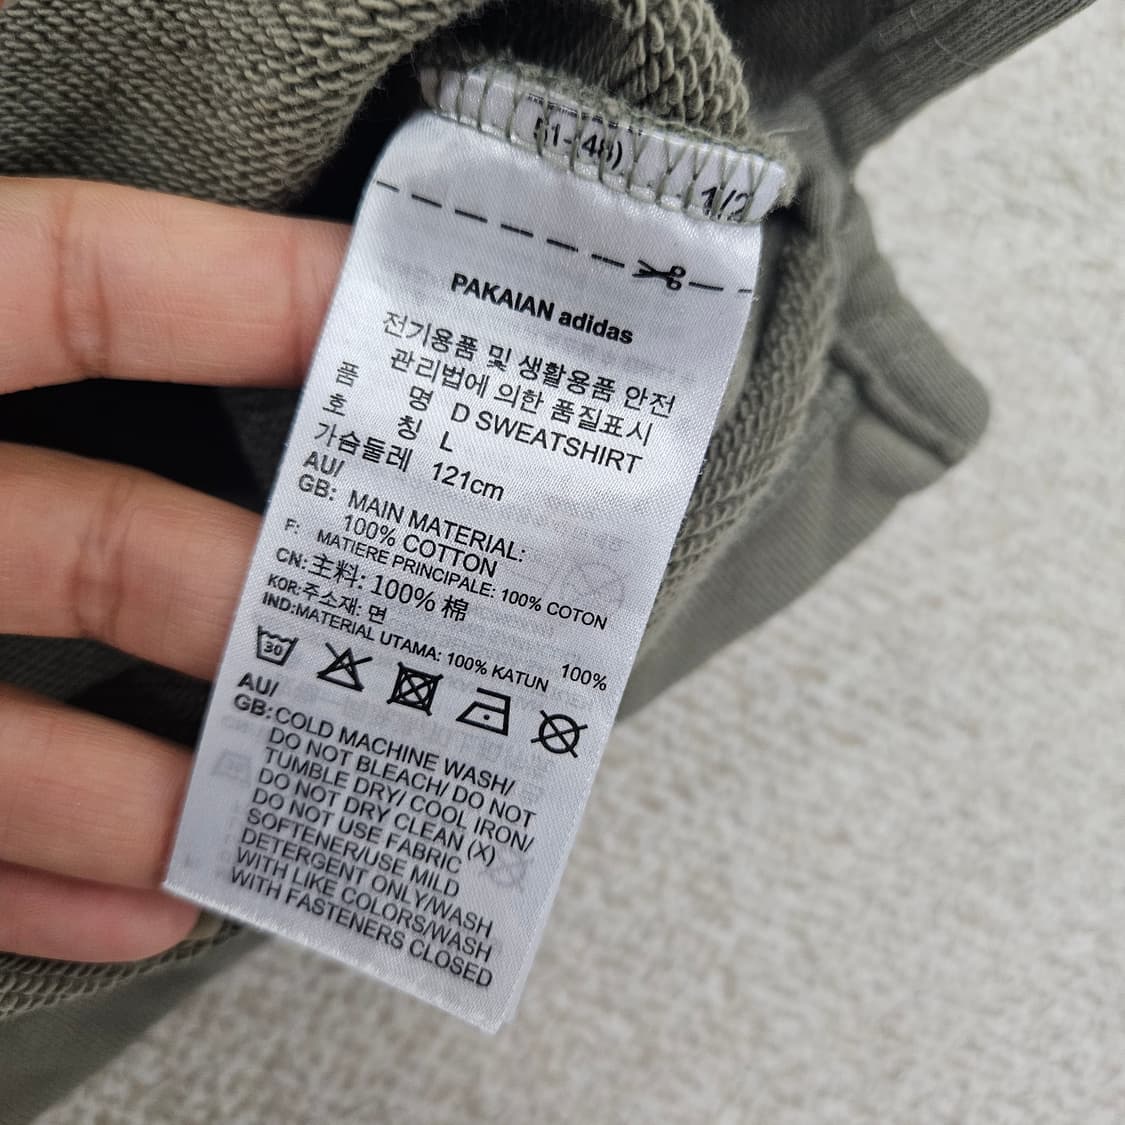 51-(48)
1/2
PAKAIAN adidas
전기용품 및 생활용품 안전
관리법에 의한 품질표시
품 명 D SWEATSHIRT
호 칭 L
가슴둘레 121cm
AU/
GB: MAIN MATERIAL:
100% COTTON
F: MATIERE PRINCIPALE: 100% COTON
CN:主料: 100% 棉
KOR:주소재: 면 100%
IND:MATERIAL UTAMA: 100% KATUN
30
AU/
GB:COLD MACHINE WASH/
DO NOT BLEACH/ DO NOT
TUMBLE DRY/ COOL IRON/
DO NOT DRY CLEAN (X)
DO NOT USE FABRIC
SOFTENER/USE MILD
DETERGENT ONLY/WASH
WITH LIKE COLORS/WASH
WITH FASTENERS CLOSED